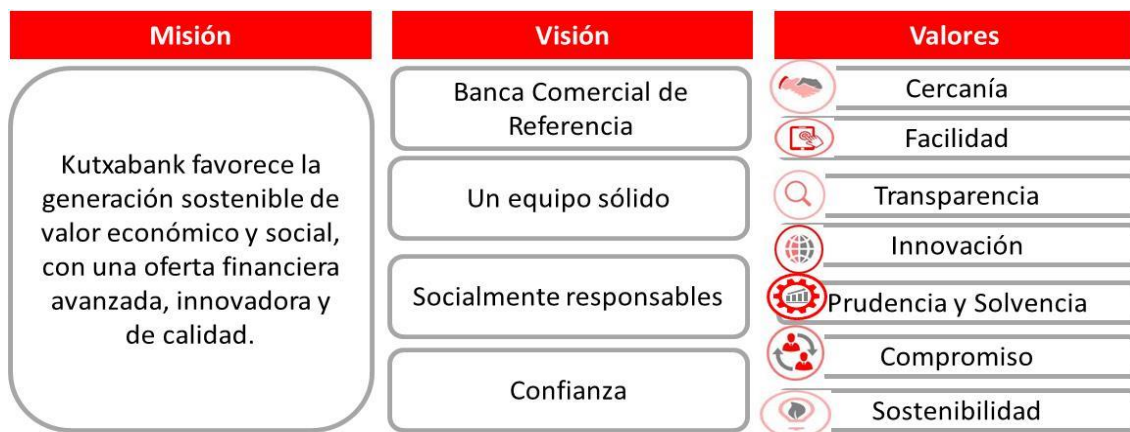 Misión
Kutxabank favorece la
generación sostenible de
valor económico y social,
con una oferta financiera
avanzada, innovadora y
de calidad.
Visión
Banca Comercial de
Referencia
Un equipo sólido
Socialmente responsables
Confianza
Valores
Cercanía
Facilidad
Transparencia
Innovación
Prudencia y Solvencia
Compromiso
Sostenibilidad